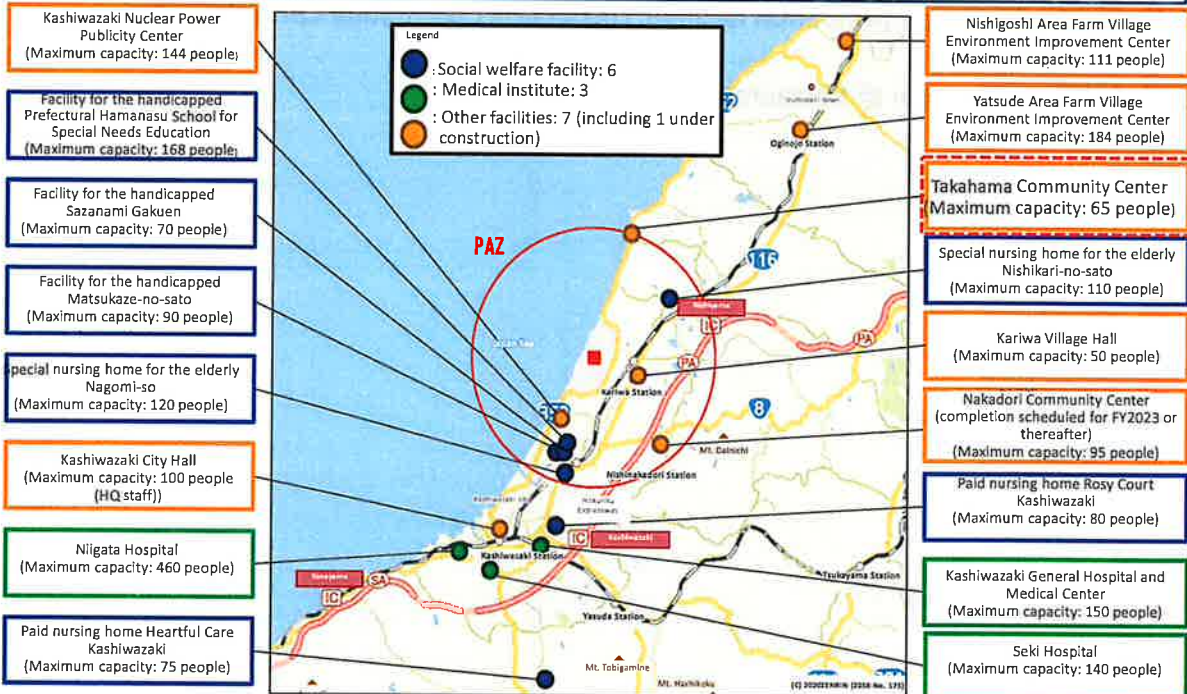 Kashiwazaki Nuclear Power
Publicity Center
(Maximum capacity: 144 people)
Facility for the handicapped
Prefectural Hamanasu School for
Special Needs Education
(Maximum capacity: 168 people)
Facility for the handicapped
Sazanami Gakuen
(Maximum capacity: 70 people)
Facility for the handicapped
Matsukaze-no-sato
(Maximum capacity: 90 people)
Special nursing home for the elderly
Nagomi-so
(Maximum capacity: 120 people)
Kashiwazaki City Hall
(Maximum capacity: 100 people
(HQ staff))
Niigata Hospital
(Maximum capacity: 460 people)
Paid nursing home Heartful Care
Kashiwazaki
(Maximum capacity: 75 people)
Legend
: Social welfare facility: 6
: Medical institute: 3
: Other facilities: 7 (including 1 under
construction)
Oginojo Station
PAZ
116
IC
PA
PA
Kariwa Station
8
Mt. Dainichi
Nishinakadori Station
IC
Kashiwazaki
Kashiwazaki Station
SA
IC
Tsukayama Station
Yasuda Station
Mt. Tobigamine
Mt. Hachikoku
Nishigoshi Area Farm Village
Environment Improvement Center
(Maximum capacity: 111 people)
Yatsude Area Farm Village
Environment Improvement Center
(Maximum capacity: 184 people)
Takahama Community Center
(Maximum capacity: 65 people)
Special nursing home for the elderly
Nishikari-no-sato
(Maximum capacity: 110 people)
Kariwa Village Hall
(Maximum capacity: 50 people)
Nakadori Community Center
(completion scheduled for FY2023 or
thereafter)
(Maximum capacity: 95 people)
Paid nursing home Rosy Court
Kashiwazaki
(Maximum capacity: 80 people)
Kashiwazaki General Hospital and
Medical Center
(Maximum capacity: 150 people)
Seki Hospital
(Maximum capacity: 140 people)